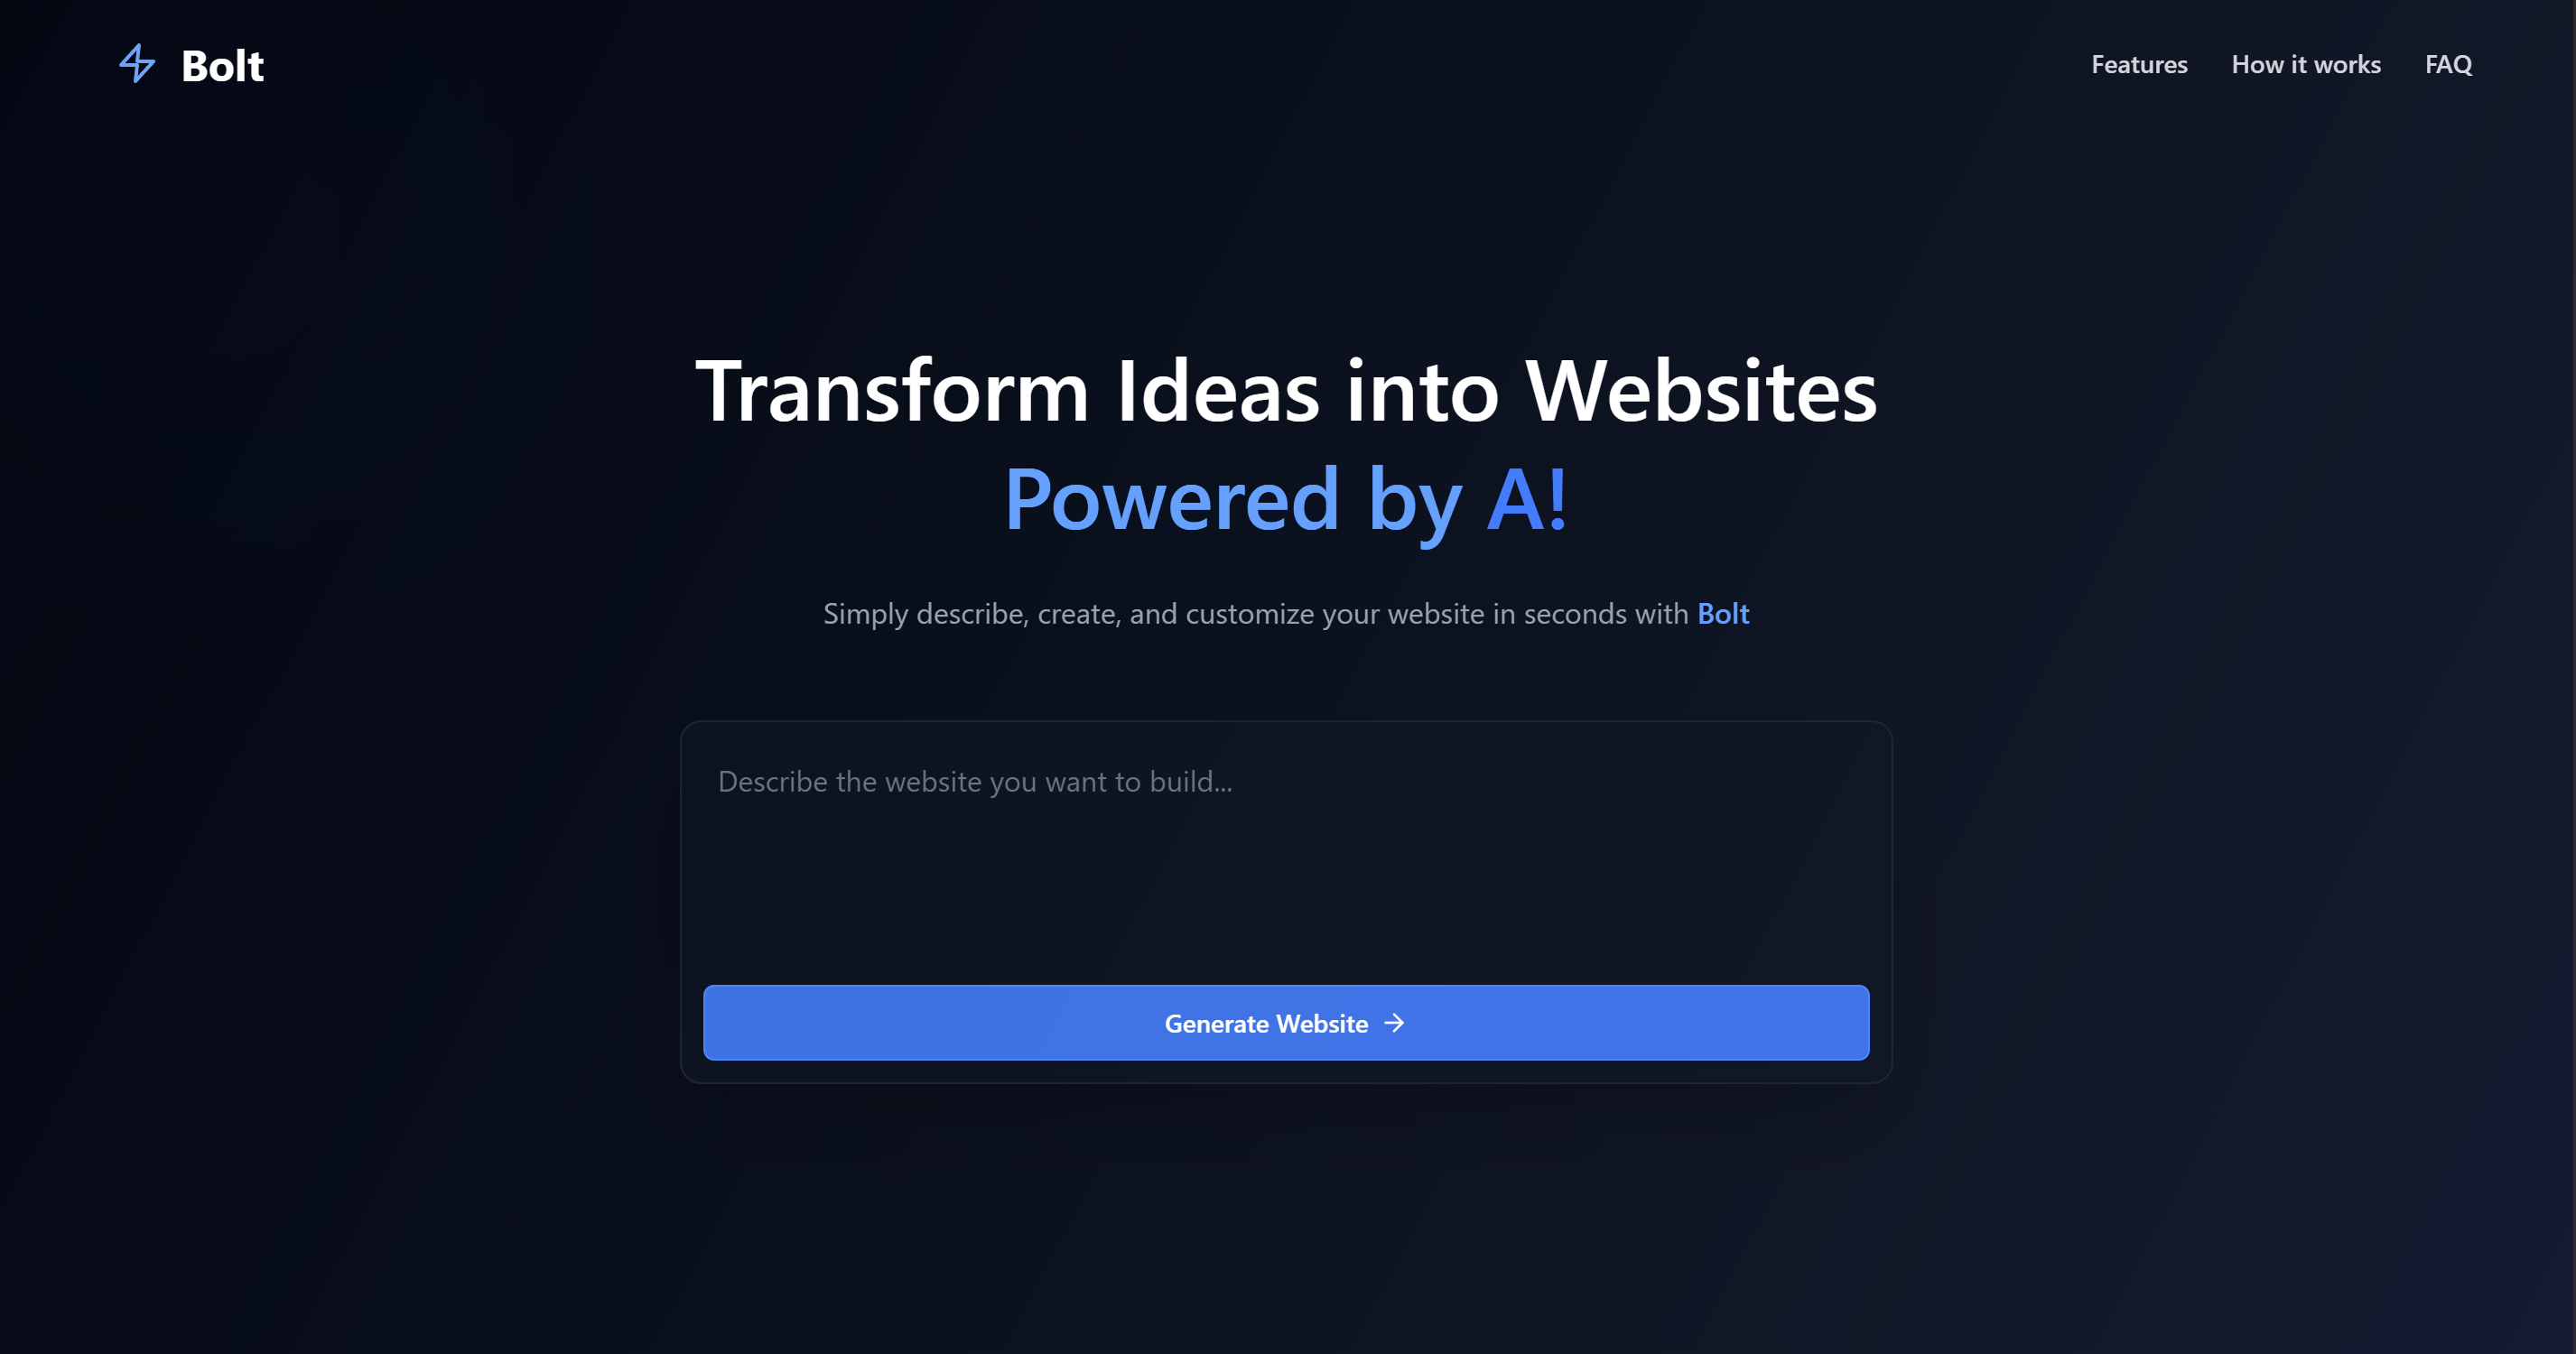 Bolt
Features
How it works
FAQ
Transform Ideas into Websites
Powered by A!
Simply describe, create, and customize your website in seconds with Bolt
Describe the website you want to build...
Generate Website →